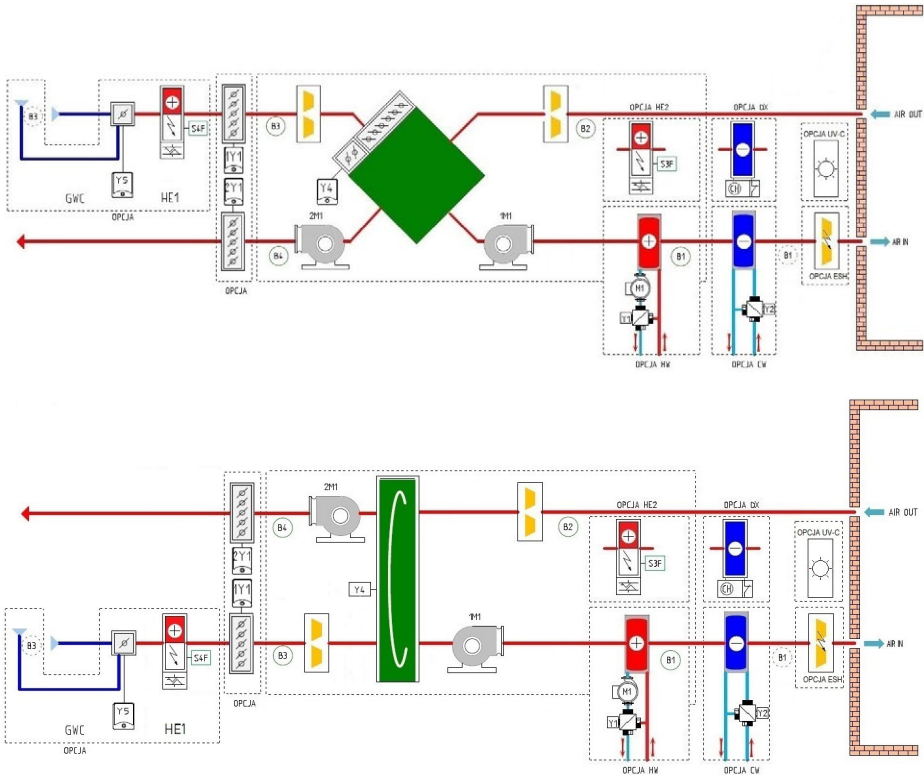 OPCJA HE2
OPCJA DX
B3
S4F
B3
B2
S3F
OPCJA UV-C
AIR OUT
1Y1
2Y1
Y4
CH
Y5
GWC
HE1
OPCJA
2M1
1M1
B4
B1
B1
AIR IN
OPCJA ESH
OPCJA
M1
Y1
Y2
OPCJA HW
OPCJA CW
2M1
B4
B2
AIR OUT
OPCJA HE2
OPCJA DX
OPCJA UV-C
2Y1
S3F
1Y1
Y4
CH
B3
S4F
B3
1M1
B1
B1
AIR IN
OPCJA ESH
Y5
GWC
HE1
OPCJA
OPCJA
M1
Y1
Y2
OPCJA HW
OPCJA CW